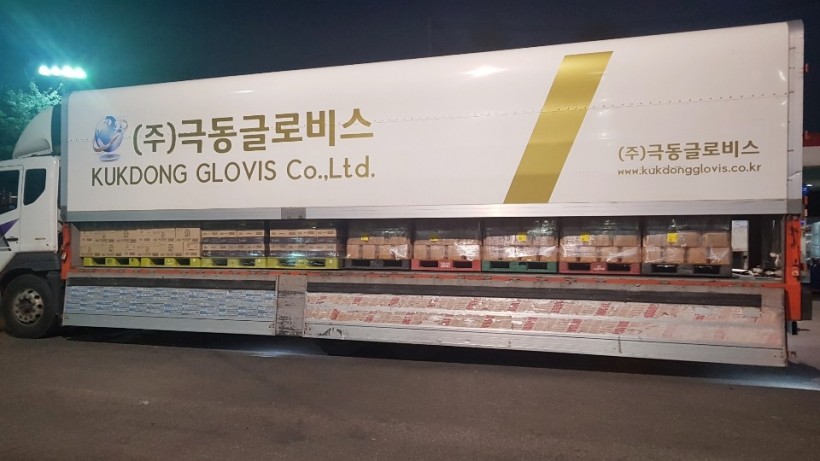 (주)극동글로비스
KUKDONG GLOVIS Co.,Ltd.
(주)극동글로비스
www.kukdongglovis.co.kr